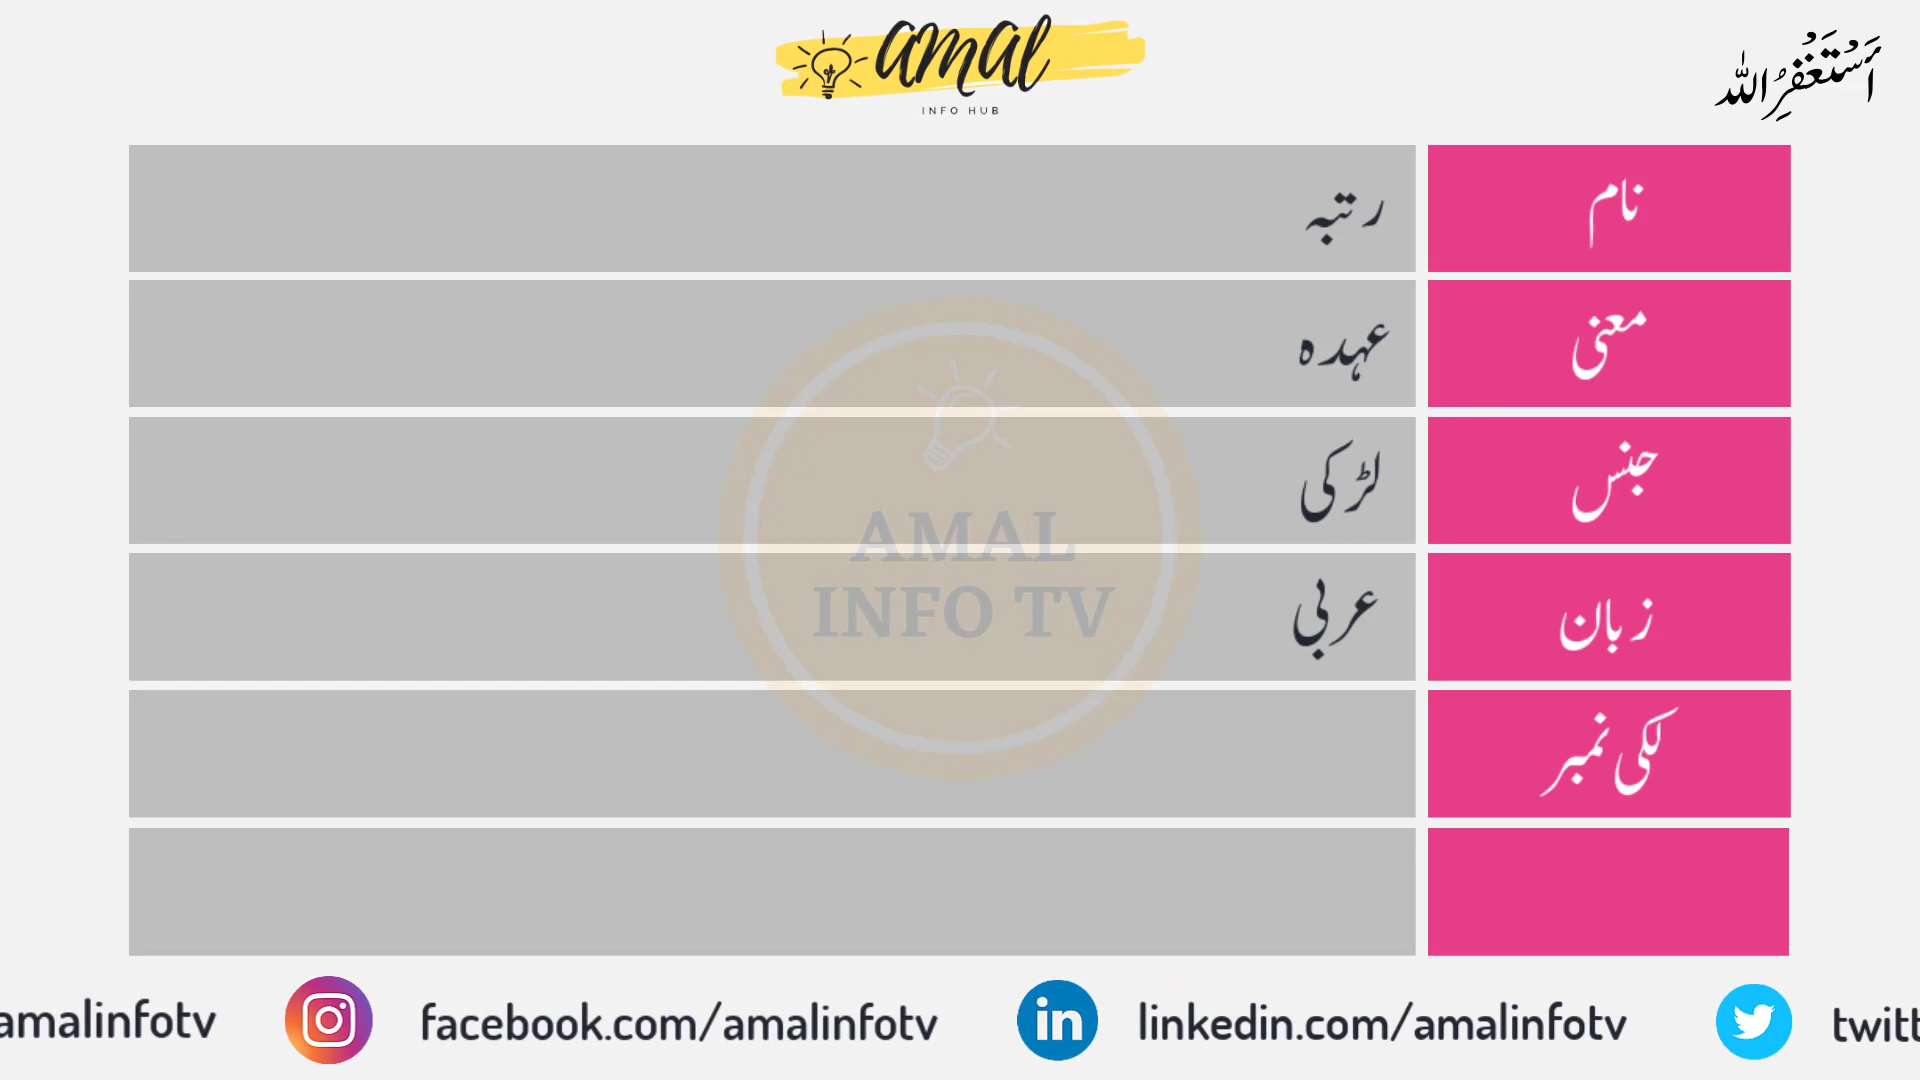 amal
INFO HUB
أَسْتَغْفِرُ اللّٰه
نام
رتبہ
معنی
عہدہ
جنس
لڑکی
زبان
عربی
لکی نمبر
AMAL
INFO TV
amalinfotv
facebook.com/amalinfotv
linkedin.com/amalinfotv
twitt